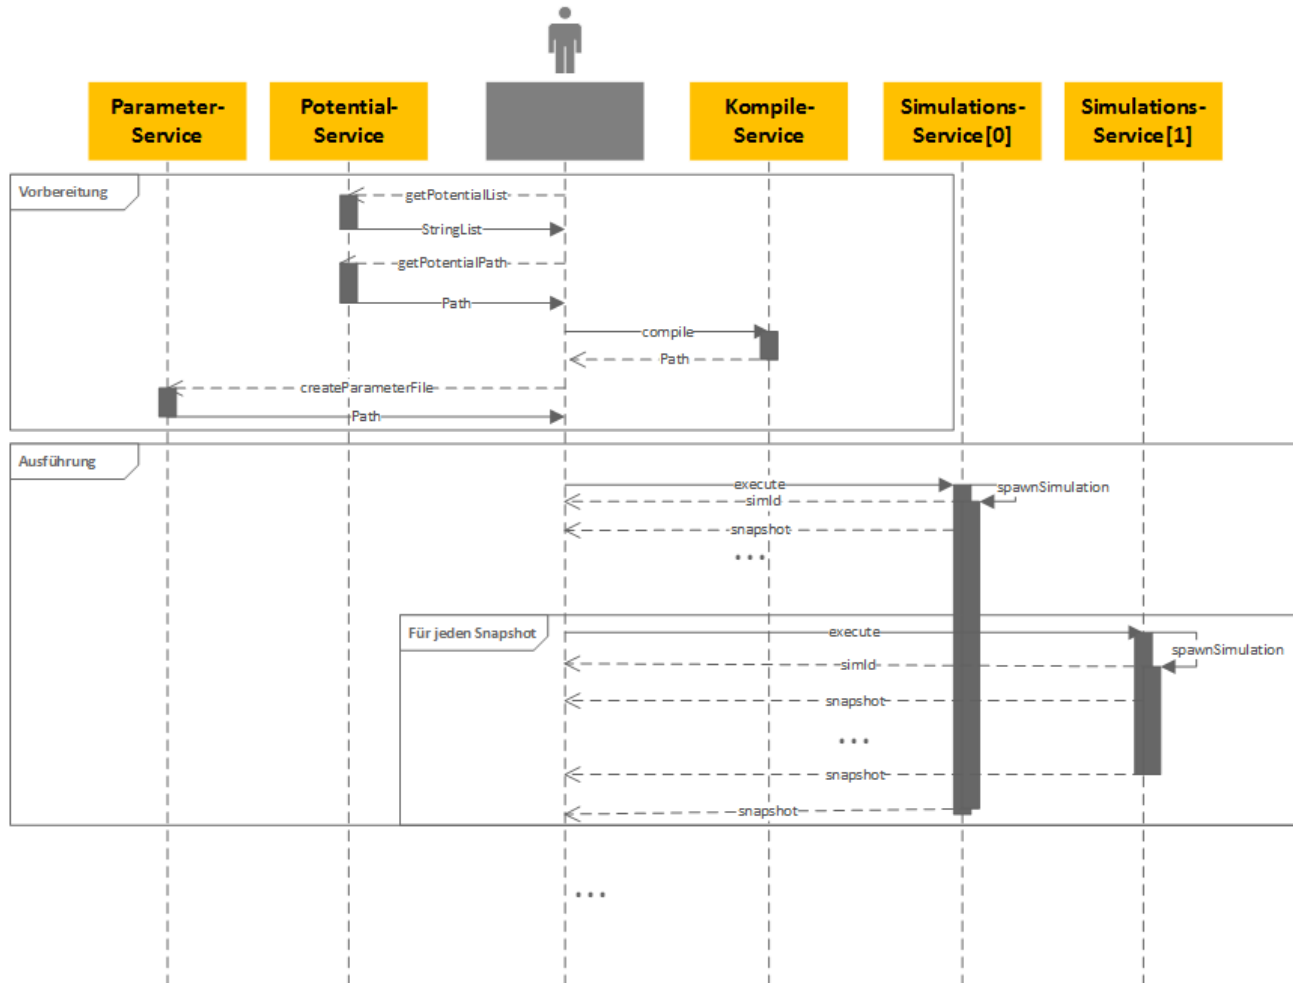 Parameter-
Service
Potential-
Service
Kompile-
Service
Simulations-
Service[0]
Simulations-
Service[1]
Vorbereitung
getPotentialList
StringList
getPotentialPath
Path
compile
Path
createParameterFile
Path
Ausführung
execute
spawnSimulation
simId
snapshot
...
Für jeden Snapshot
execute
spawnSimulation
simId
snapshot
...
snapshot
snapshot
...